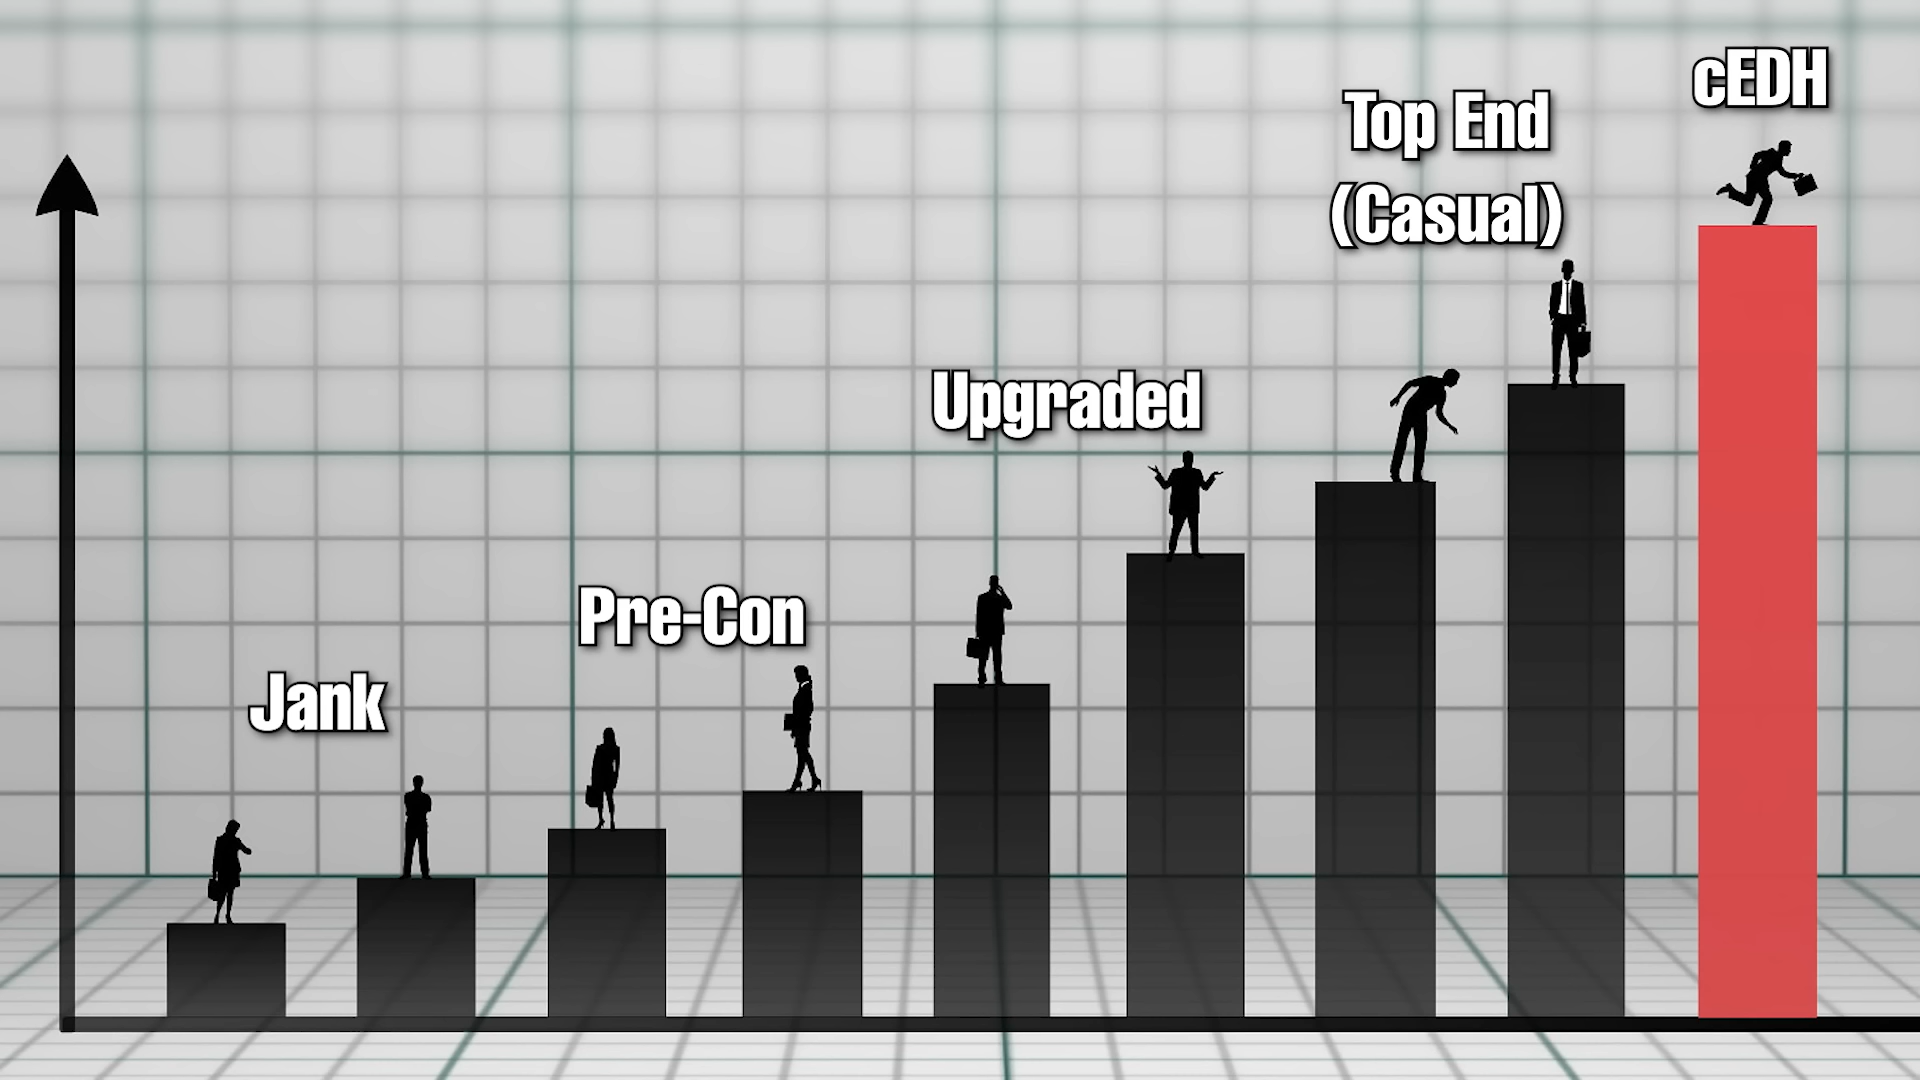 Jank
Pre-Con
Upgraded
Top End
(Casual)
cEDH